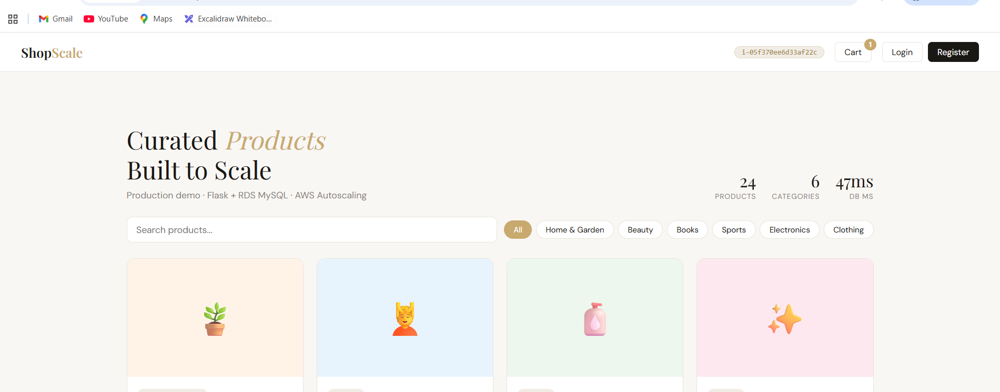 Gmail YouTube Maps Excalidraw Whitebo...
ShopScale i-05f370ee6d33af22c Cart 1 Login Register
Curated Products
Built to Scale
Production demo · Flask + RDS MySQL · AWS Autoscaling
24 6 47ms
PRODUCTS CATEGORIES DB MS
Search products... All Home & Garden Beauty Books Sports Electronics Clothing